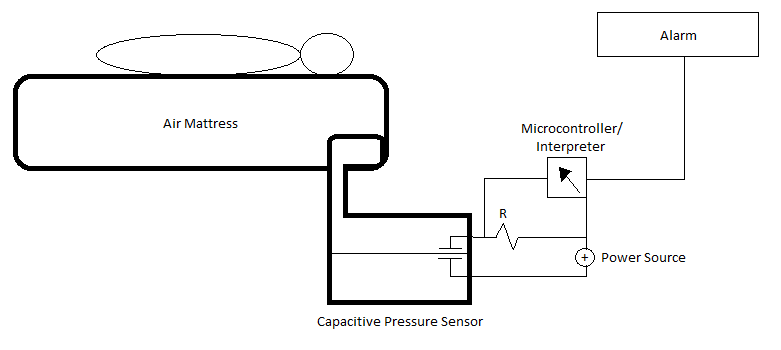 Alarm
Air Mattress
Microcontroller/
Interpreter
R
+
Power Source
Capacitive Pressure Sensor